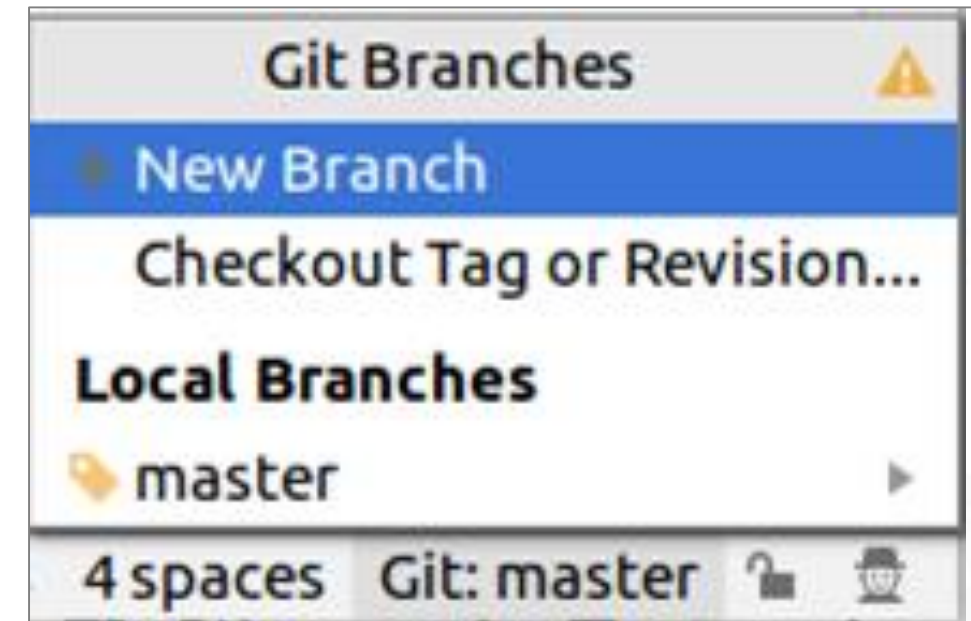 Git Branches
New Branch
Checkout Tag or Revision...
Local Branches
master
4 spaces Git: master